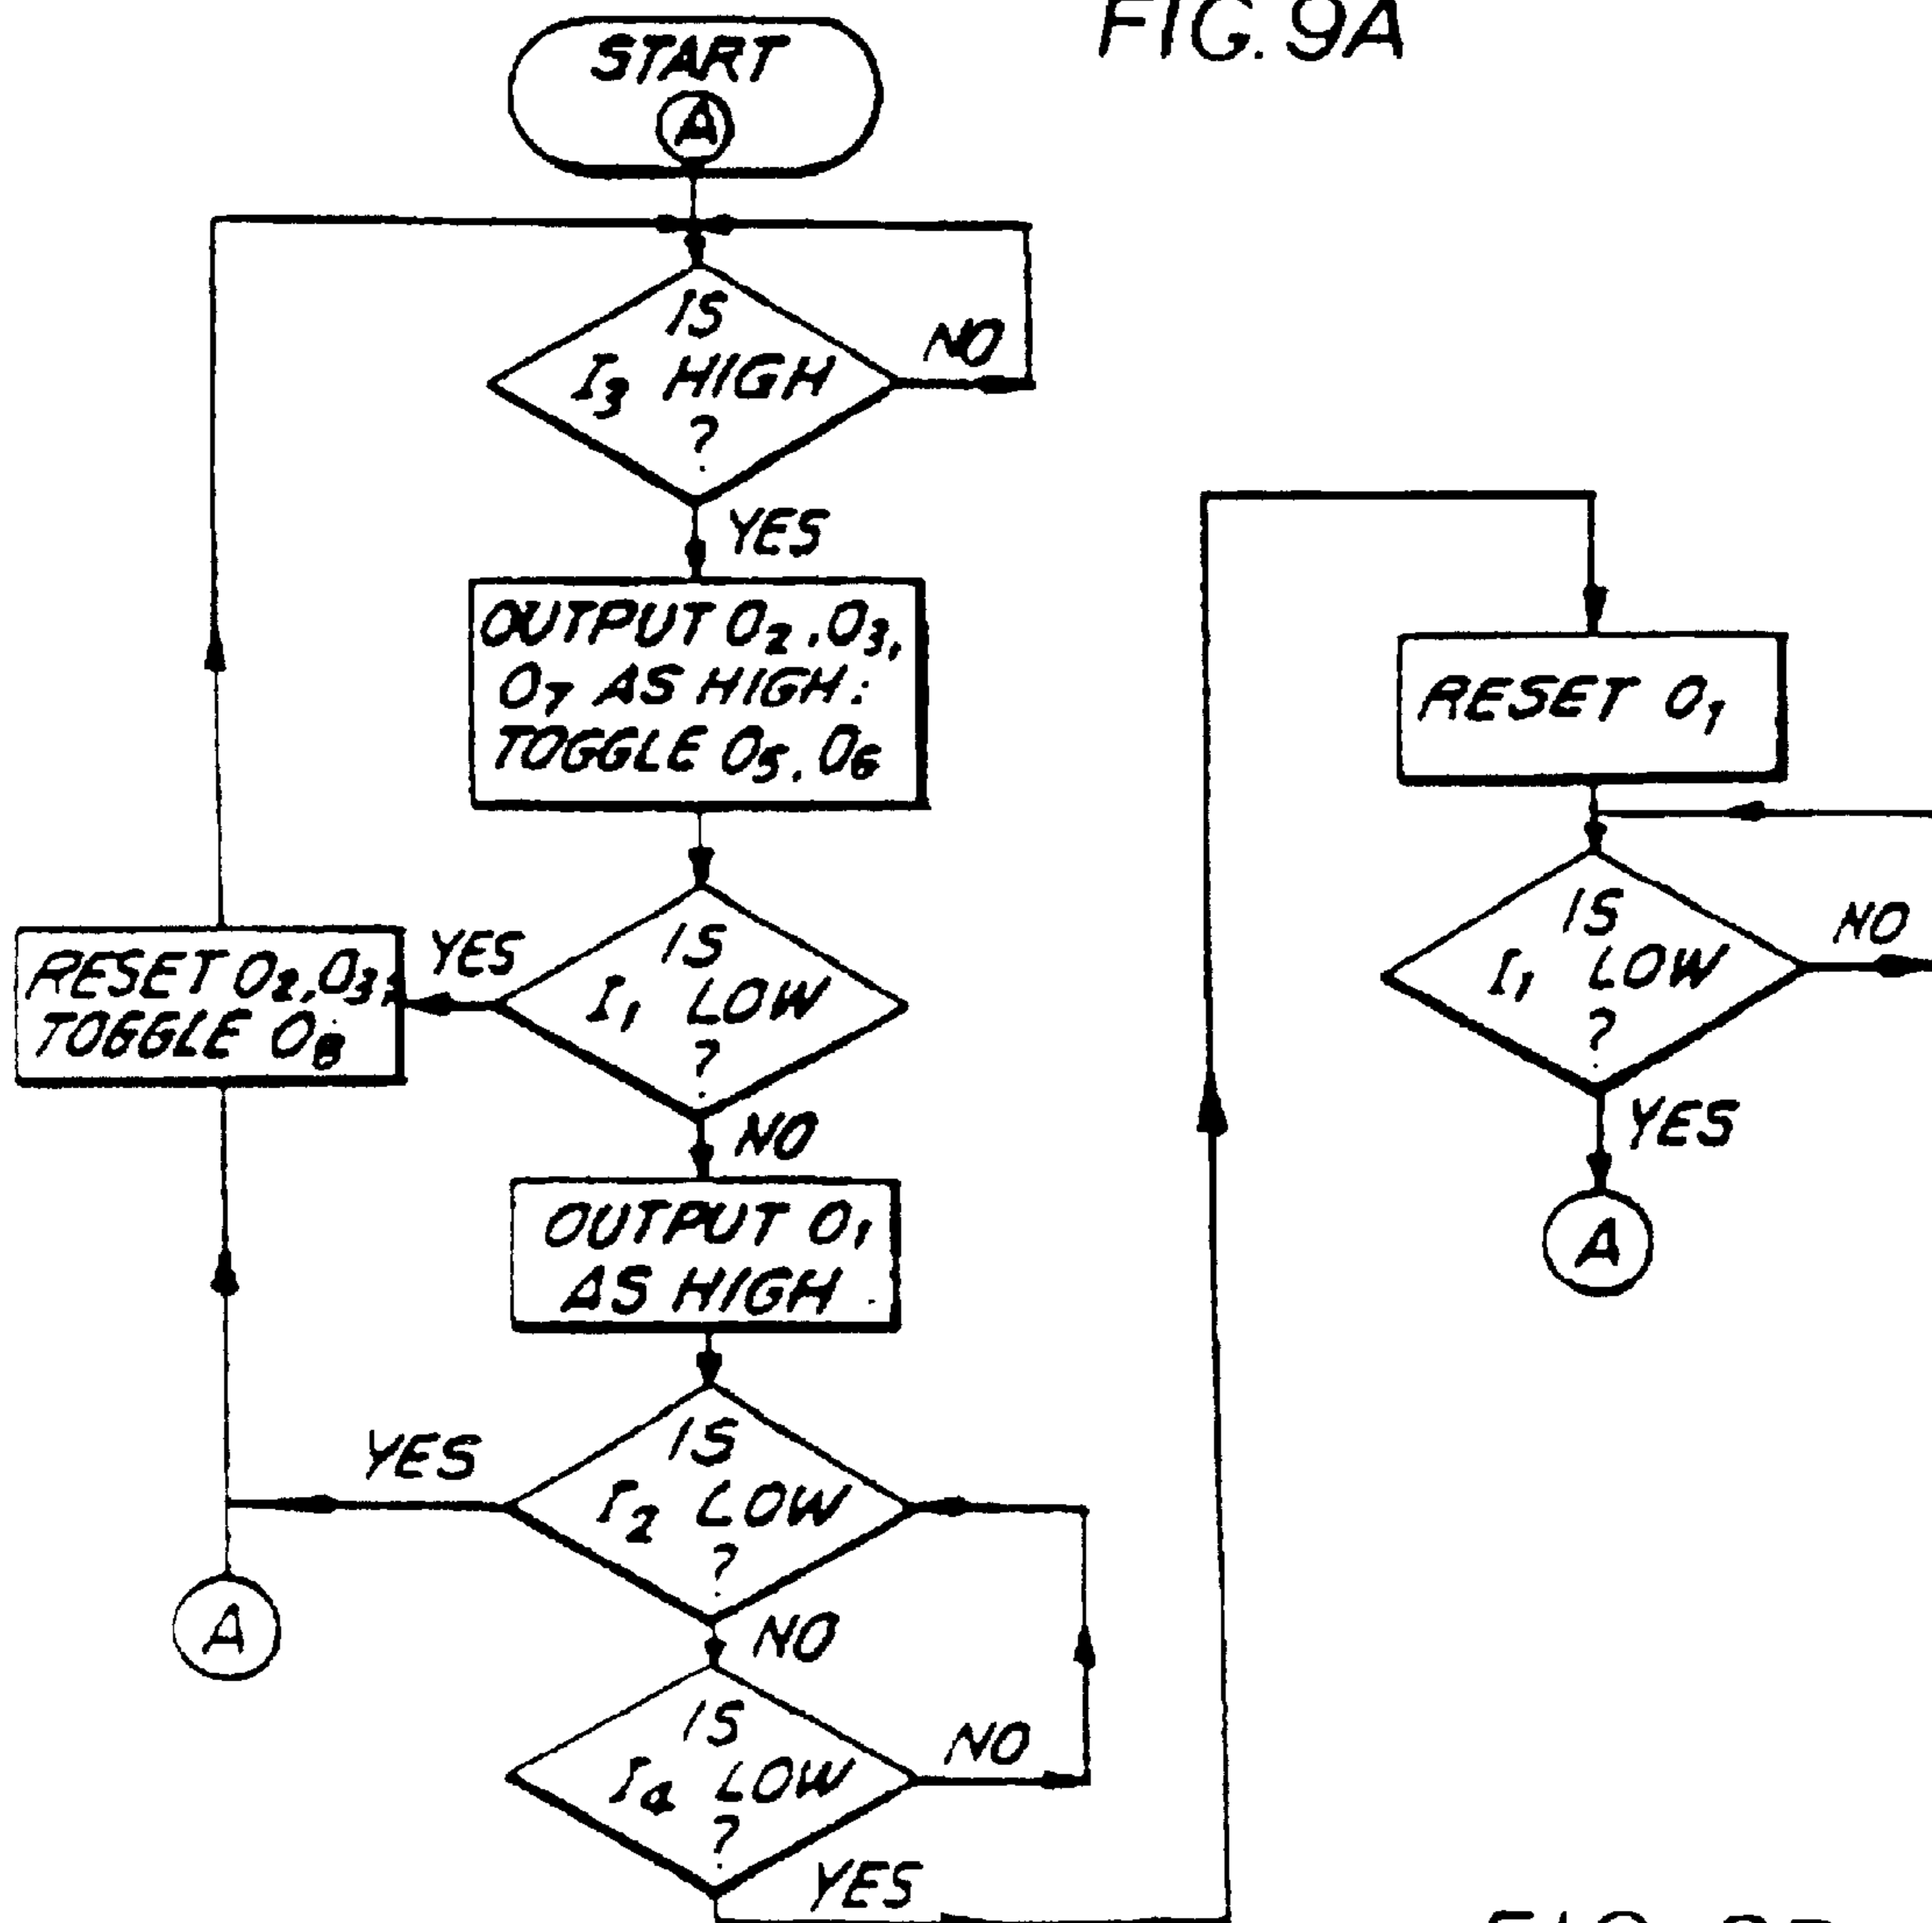 FIG. 9A
START
A
IS
I3 HIGH
?
NO
YES
OUTPUT O2, O3,
O7 AS HIGH:
TOGGLE O5, O6
IS
I1 LOW
?
YES
RESET O2, O3;
TOGGLE O8
NO
OUTPUT O1
AS HIGH
IS
I2 LOW
?
YES
A
NO
IS
Ia LOW
?
NO
YES
RESET O1
IS
I1 LOW
?
NO
YES
A